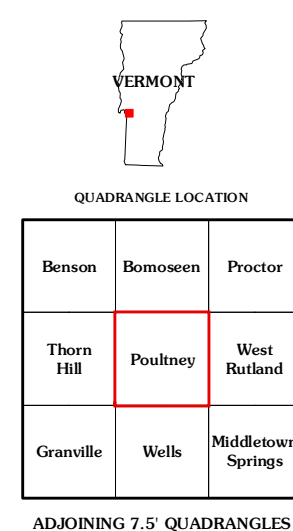 VERMONT
QUADRANGLE LOCATION
Benson Bomoseen Proctor
Thorn Hill Poultney West Rutland
Granville Wells Middletown Springs
ADJOINING 7.5' QUADRANGLES